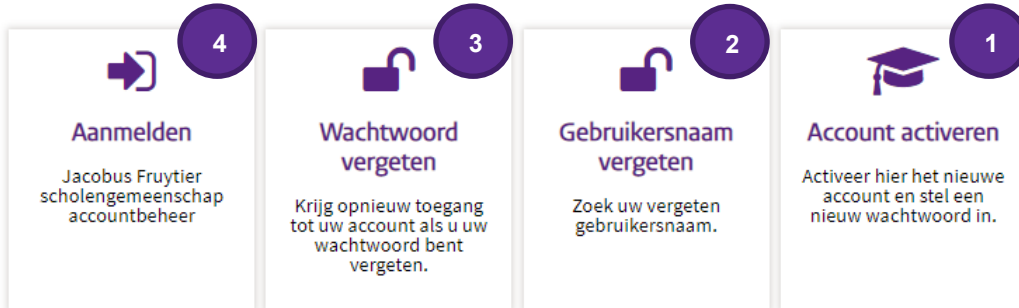 4
Aanmelden
Jacobus Fruytier
scholengemeenschap
accountbeheer
3
Wachtwoord
vergeten
Krijg opnieuw toegang
tot uw account als u uw
wachtwoord bent
vergeten.
2
Gebruikersnaam
vergeten
Zoek uw vergeten
gebruikersnaam.
1
Account activeren
Activeer hier het nieuwe
account en stel een
nieuw wachtwoord in.